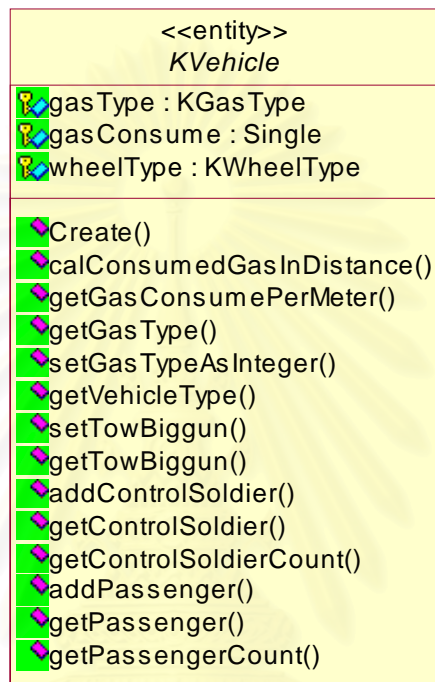 <<entity>>
KVehicle
gasType : KGasType
gasConsume : Single
wheelType : KWheelType
Create()
calConsumedGasInDistance()
getGasConsumePerMeter()
getGasType()
setGasTypeAsInteger()
getVehicleType()
setTowBiggun()
getTowBiggun()
addControlSoldier()
getControlSoldier()
getControlSoldierCount()
addPassenger()
getPassenger()
getPassengerCount()